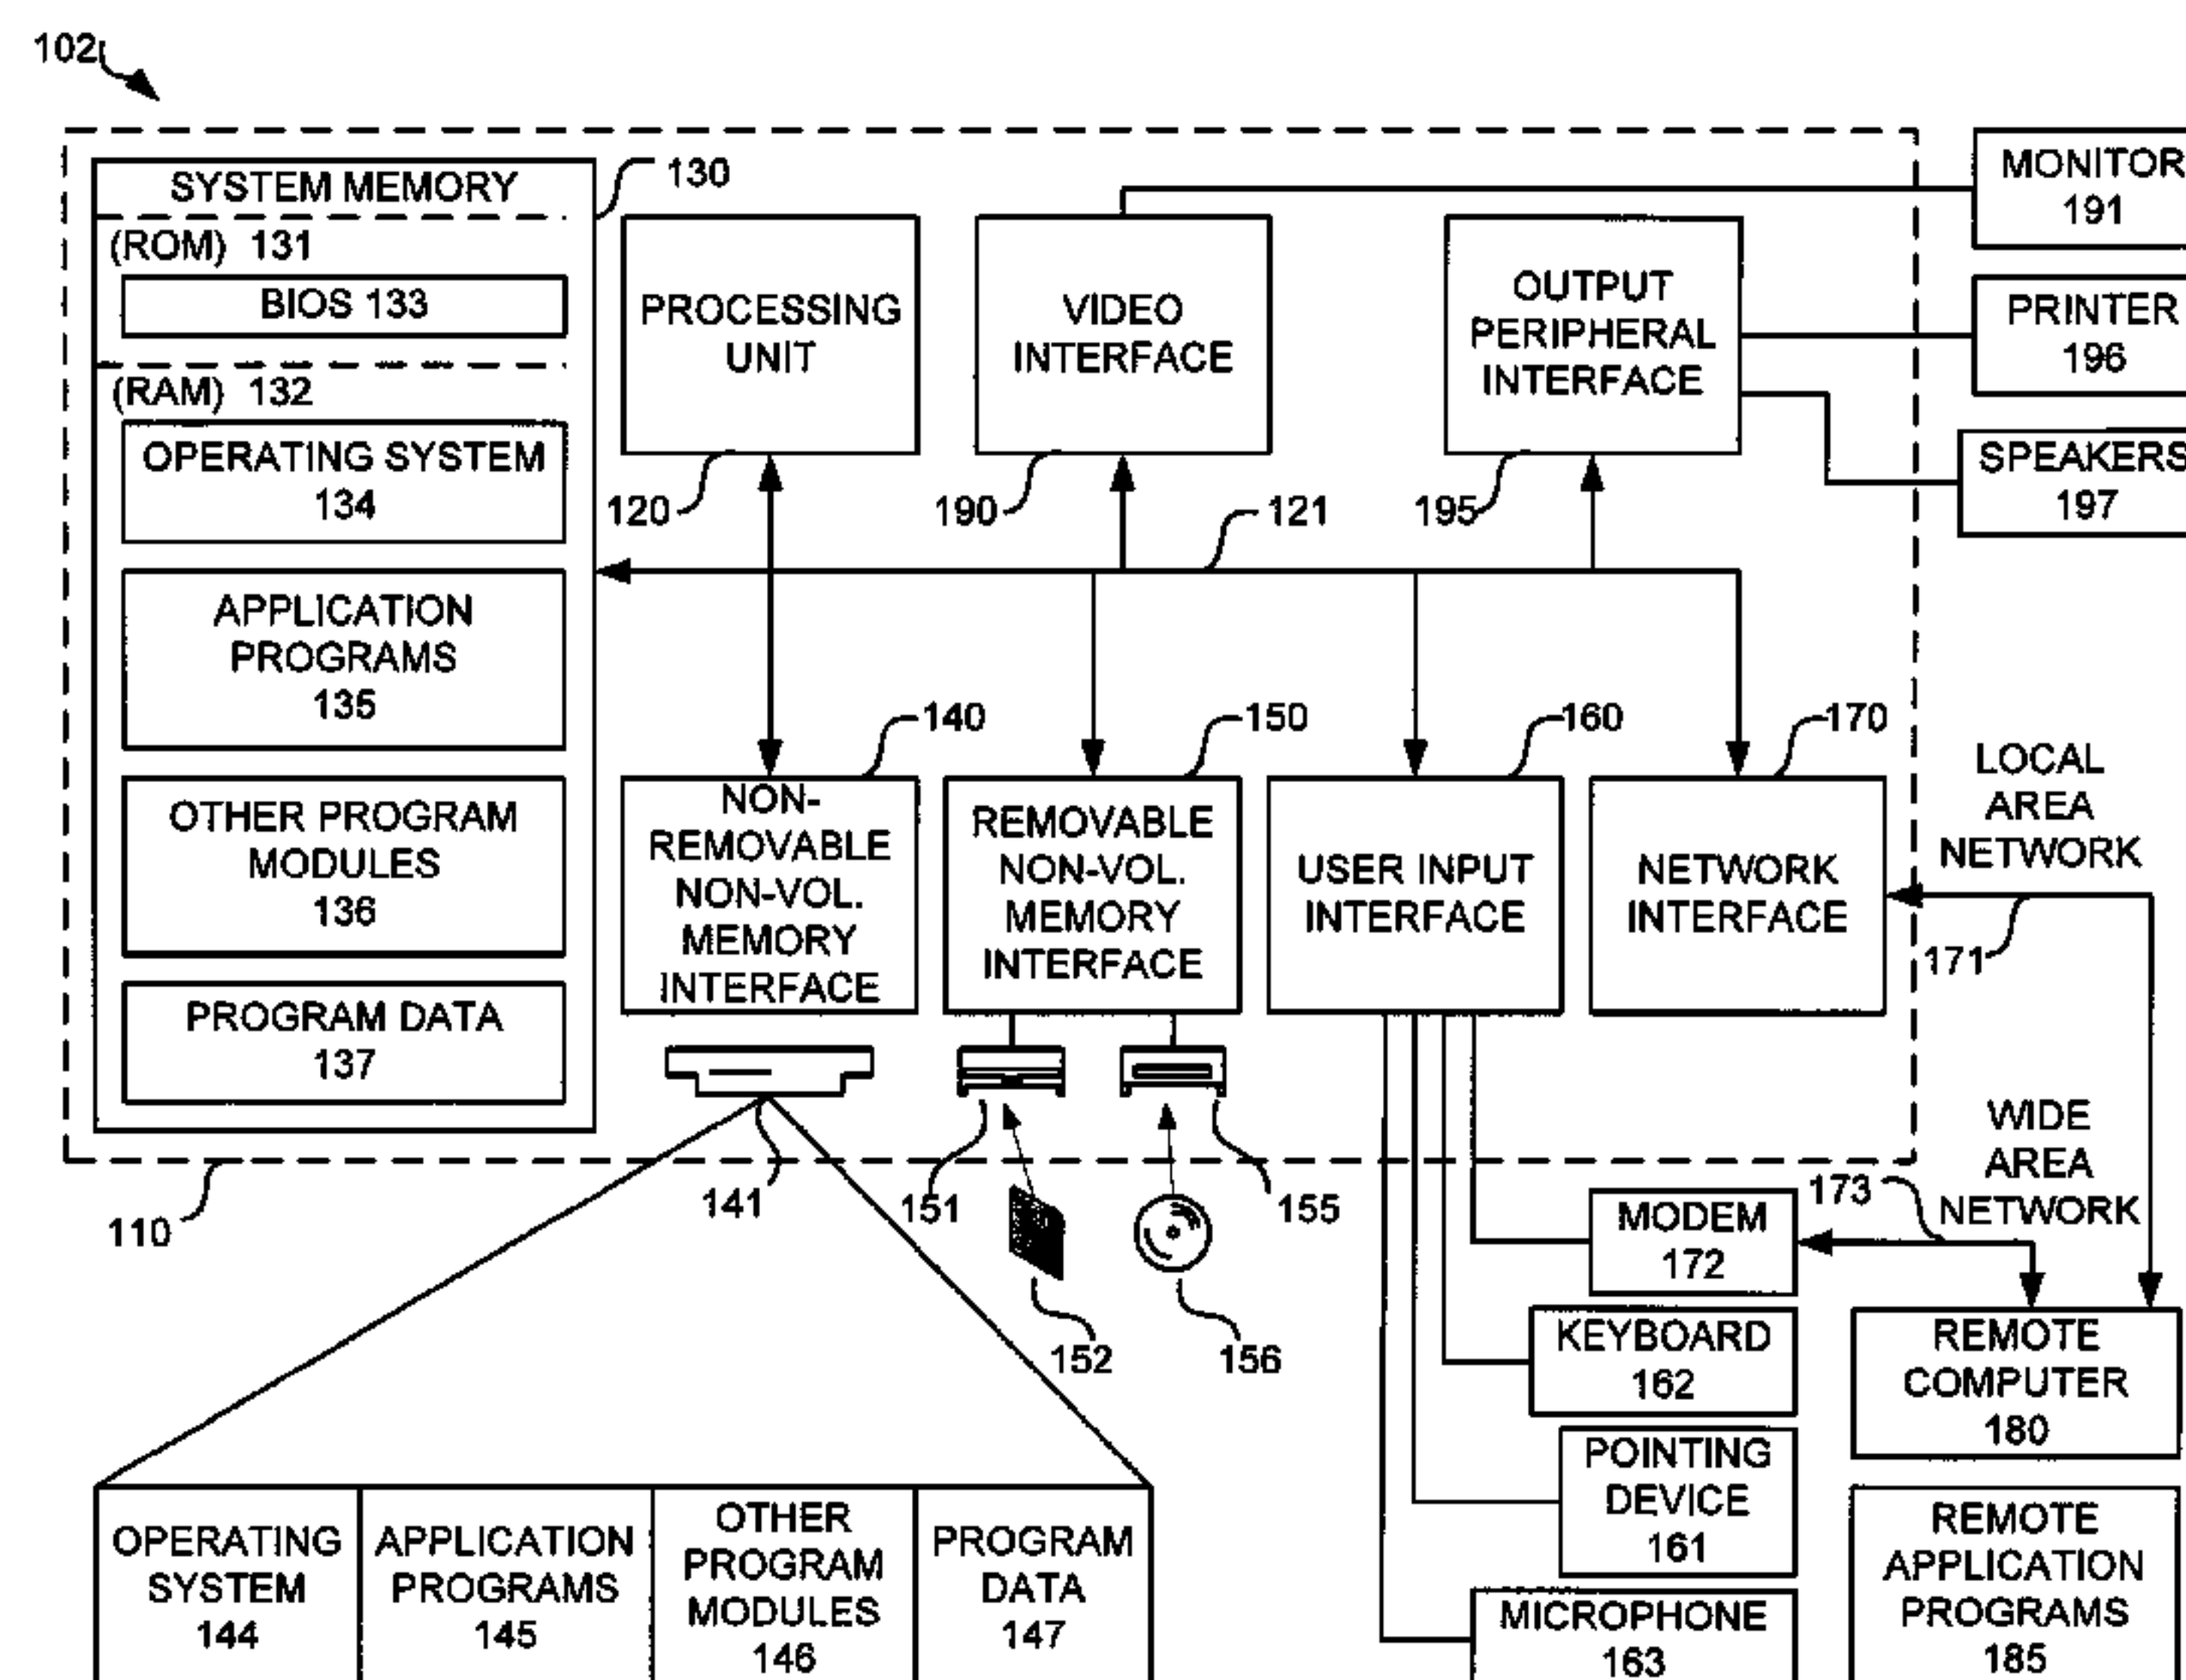 102
SYSTEM MEMORY
130
(ROM) 131
BIOS 133
(RAM) 132
OPERATING SYSTEM
134
APPLICATION
PROGRAMS
135
OTHER PROGRAM
MODULES
136
PROGRAM DATA
137
PROCESSING
UNIT
120
VIDEO
INTERFACE
190
121
OUTPUT
PERIPHERAL
INTERFACE
195
MONITOR
191
PRINTER
196
SPEAKERS
197
140
NON-
REMOVABLE
NON-VOL.
MEMORY
INTERFACE
150
REMOVABLE
NON-VOL.
MEMORY
INTERFACE
160
USER INPUT
INTERFACE
170
NETWORK
INTERFACE
LOCAL
AREA
NETWORK
171
110
141
151
155
152
156
WIDE
AREA
NETWORK
173
MODEM
172
KEYBOARD
162
POINTING
DEVICE
161
MICROPHONE
163
REMOTE
COMPUTER
180
REMOTE
APPLICATION
PROGRAMS
185
OPERATING
SYSTEM
144
APPLICATION
PROGRAMS
145
OTHER
PROGRAM
MODULES
146
PROGRAM
DATA
147